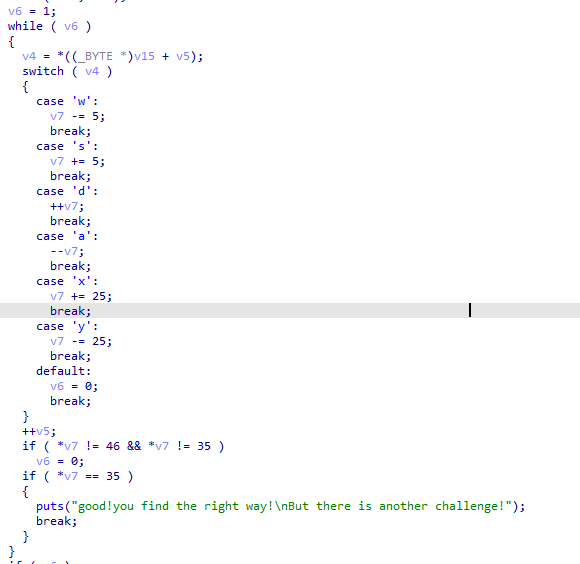 v6 = 1;
while ( v6 )
{
v4 = *((_BYTE *)v15 + v5);
switch ( v4 )
{
case 'w':
v7 -= 5;
break;
case 's':
v7 += 5;
break;
case 'd':
++v7;
break;
case 'a':
--v7;
break;
case 'x':
v7 += 25;
break;
case 'y':
v7 -= 25;
break;
default:
v6 = 0;
break;
}
++v5;
if ( *v7 != 46 && *v7 != 35 )
v6 = 0;
if ( *v7 == 35 )
{
puts("good!you find the right way!\nBut there is another challenge!");
break;
}
}